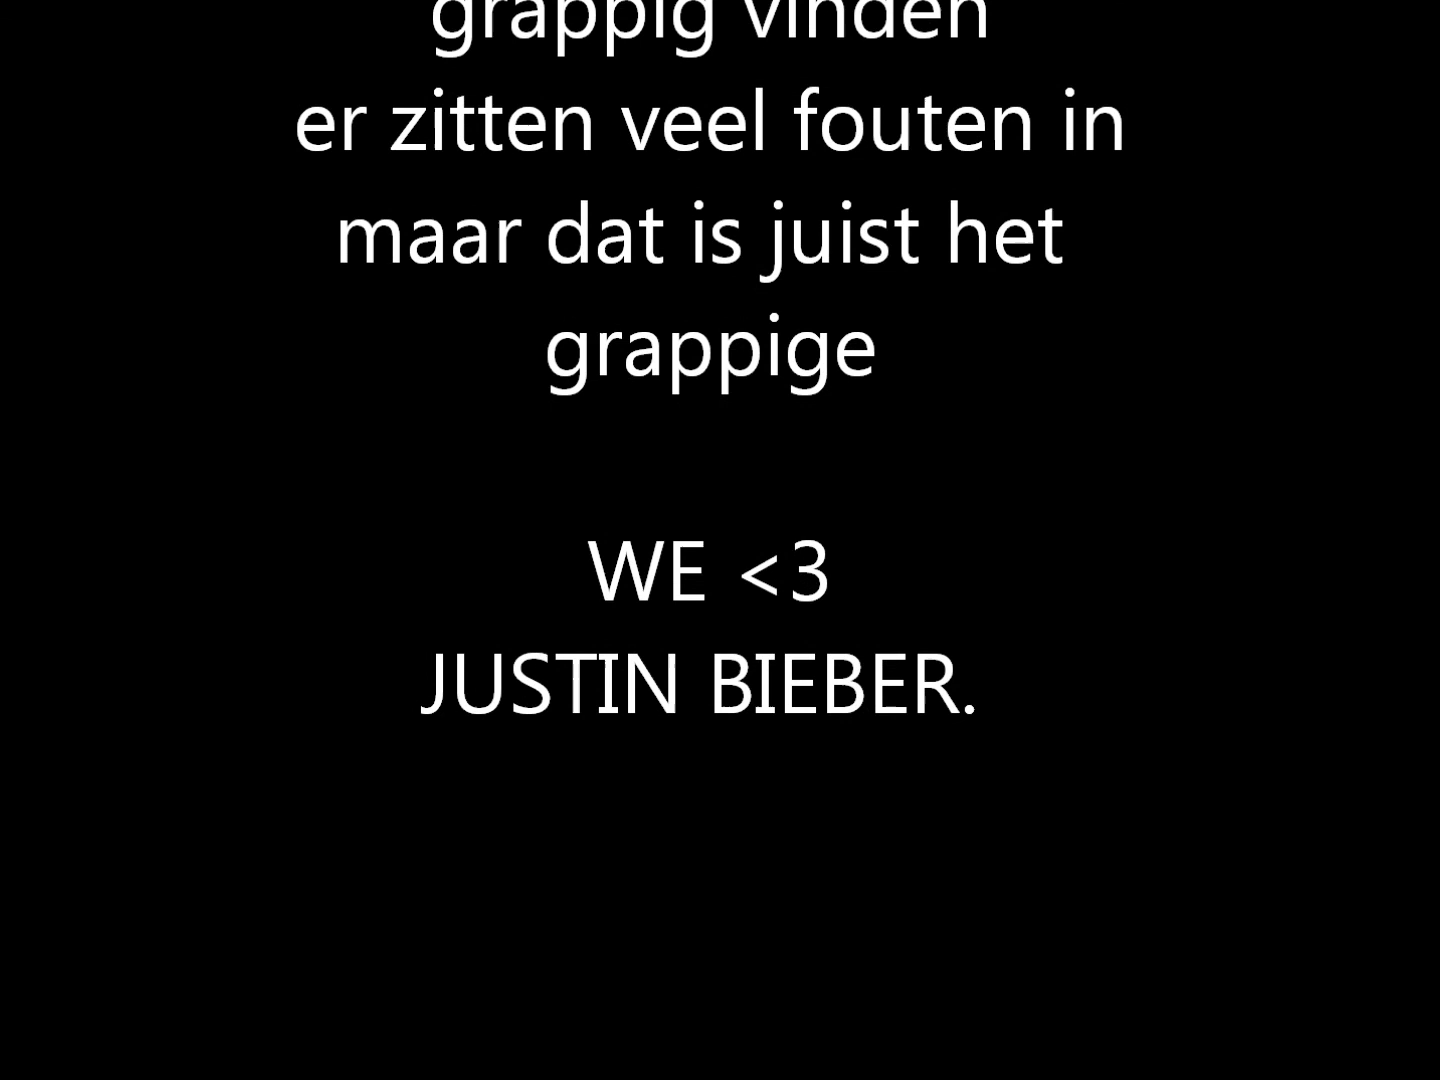 grappig vinden
er zitten veel fouten in
maar dat is juist het
grappige
WE <3
JUSTIN BIEBER.